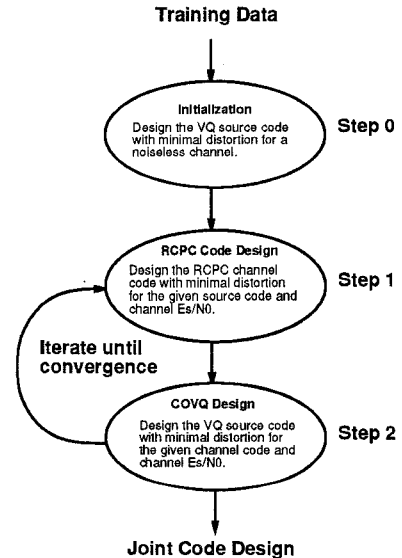 Training Data
Initialization
Design the VQ source code
with minimal distortion for a
noiseless channel.
Step 0
RCPC Code Design
Design the RCPC channel
code with minimal distortion
for the given source code and
channel Es/N0.
Step 1
Iterate until
convergence
COVQ Design
Design the VQ source code
with minimal distortion for
the given channel code and
channel Es/N0.
Step 2
Joint Code Design